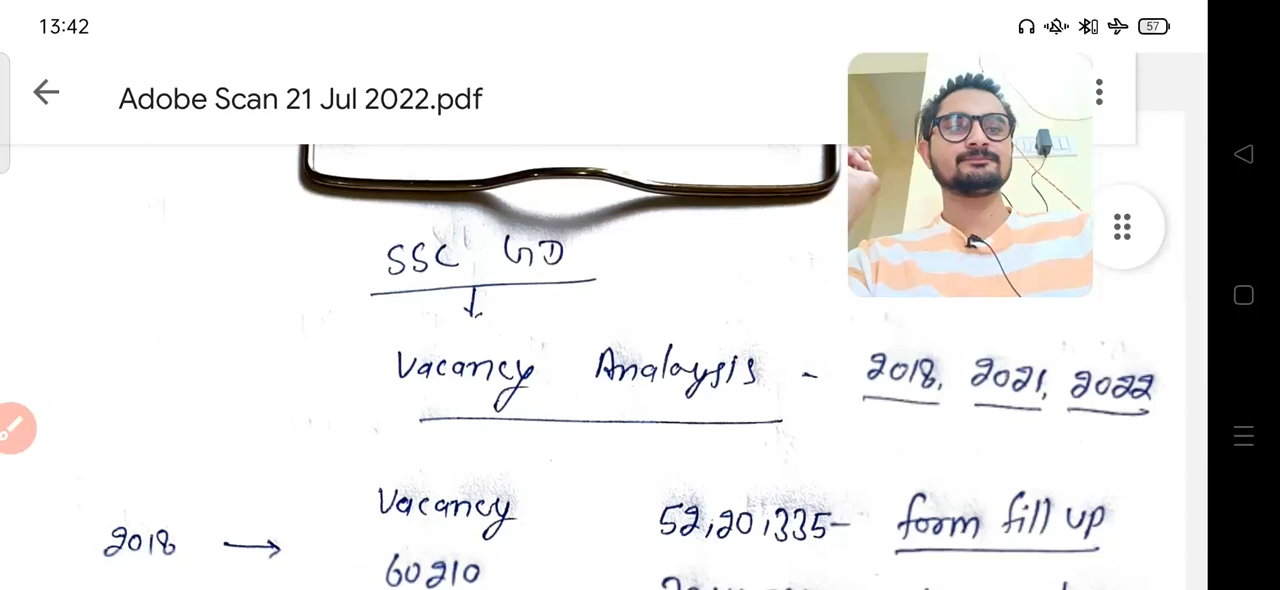 13:42
57
Adobe Scan 21 Jul 2022.pdf
SSC GD
Vacancy Analaysis - 2018, 2021, 2022
Vacancy 52,20,335- form fill up
2018 → 60210